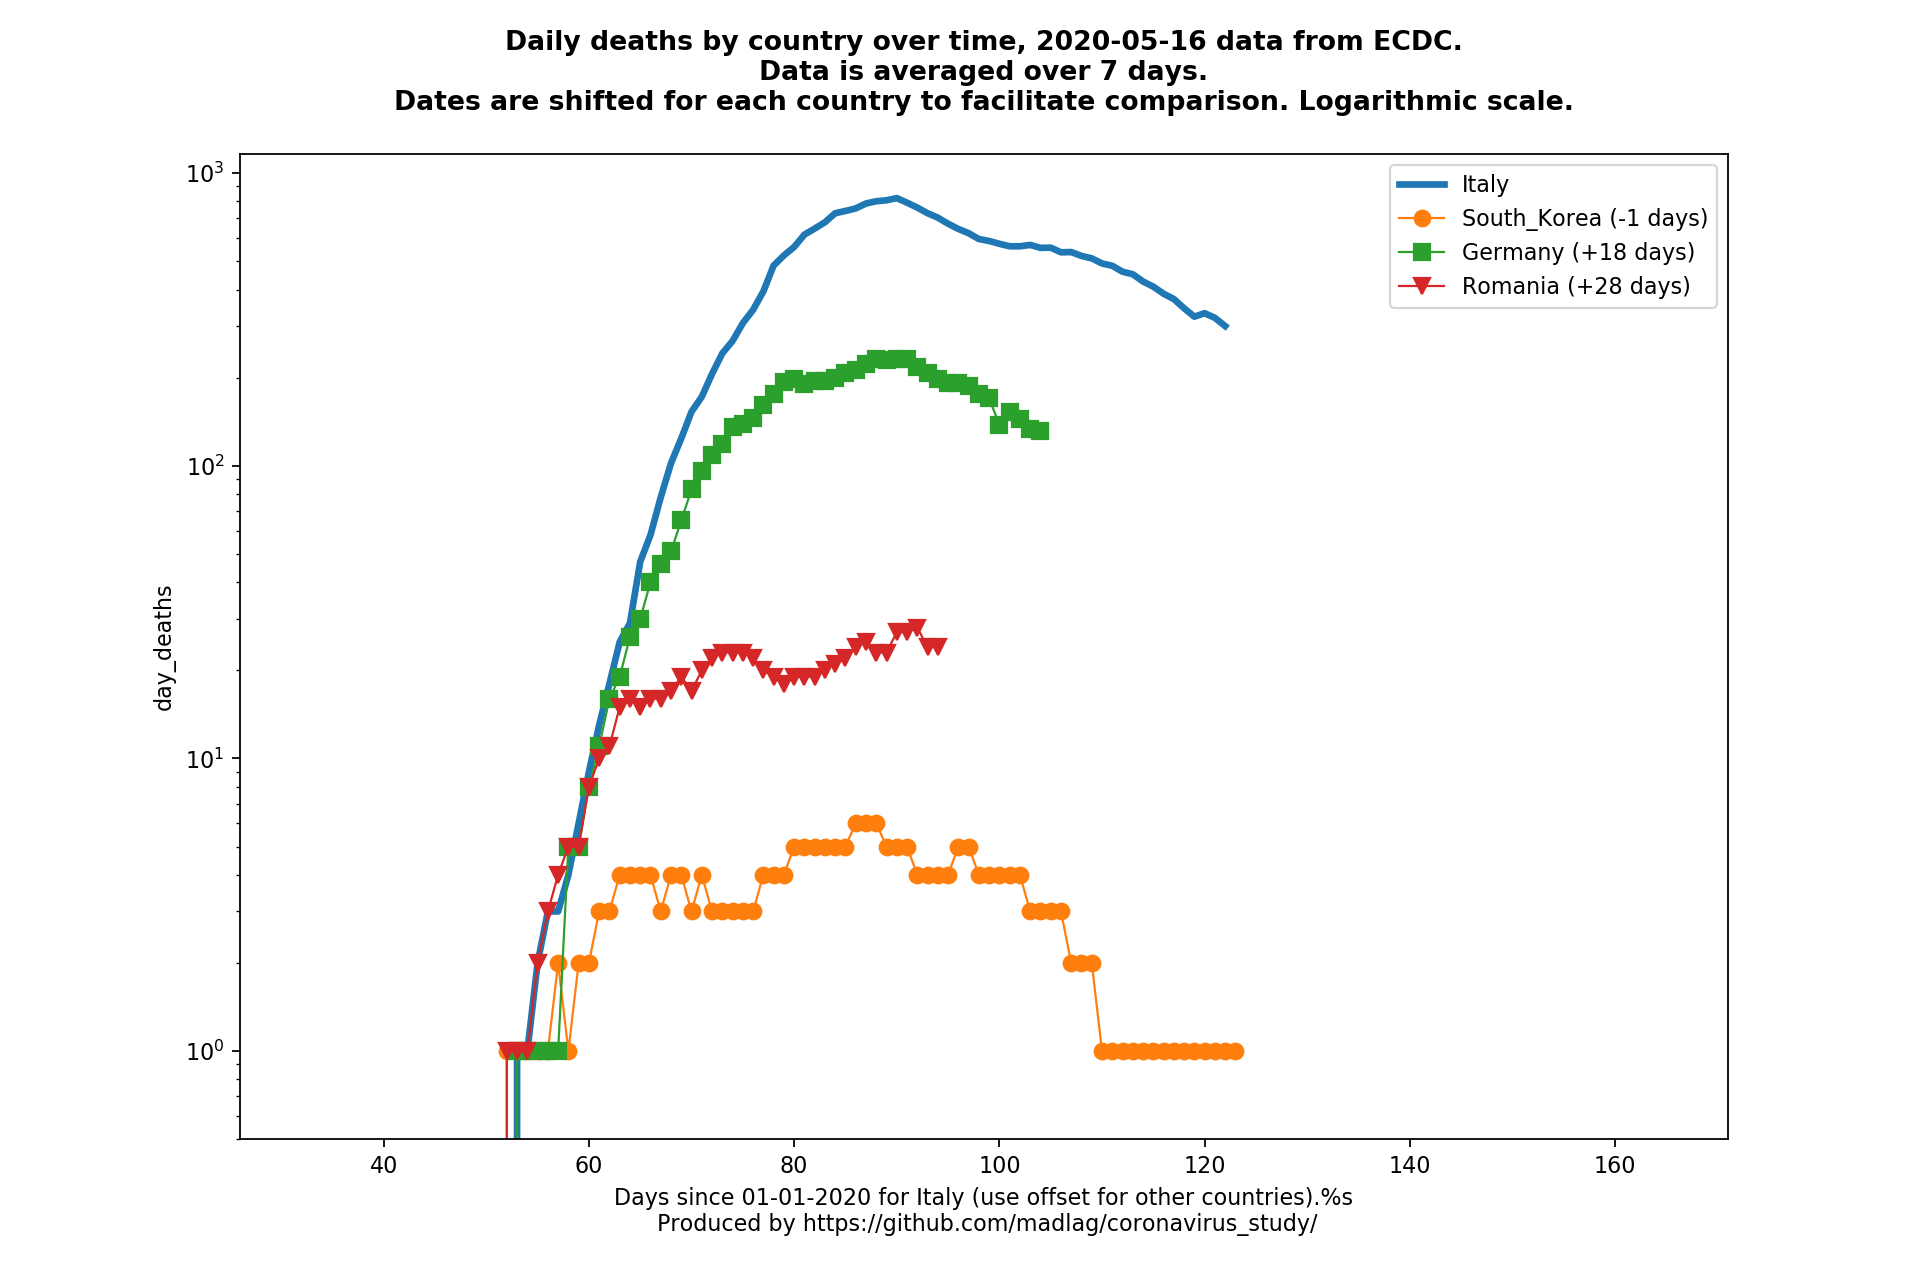 Daily deaths by country over time, 2020-05-16 data from ECDC.
Data is averaged over 7 days.
Dates are shifted for each country to facilitate comparison. Logarithmic scale.
10³
10²
10¹
10⁰
day_deaths
Italy
South_Korea (-1 days)
Germany (+18 days)
Romania (+28 days)
40 60 80 100 120 140 160
Days since 01-01-2020 for Italy (use offset for other countries).%s
Produced by https://github.com/madlag/coronavirus_study/